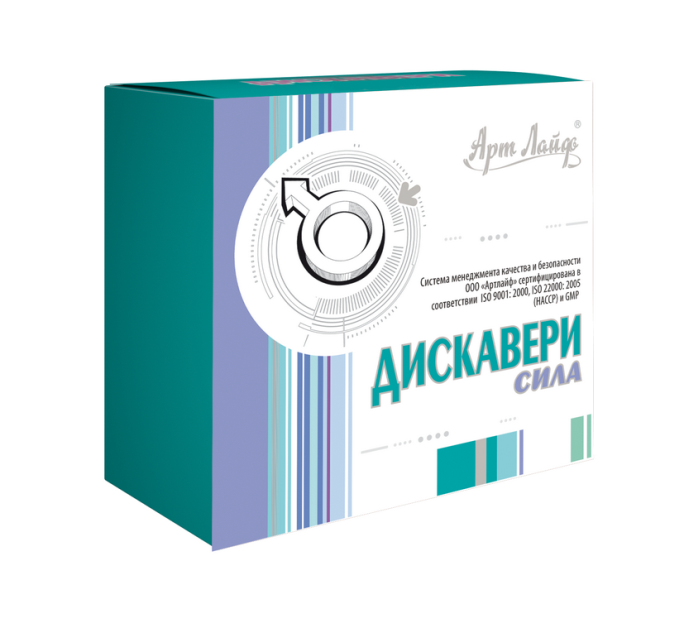 Арт Лайф®
Система менеджмента качества и безопасности
ООО «Артлайф» сертифицирована в
соответствии ISO 9001: 2000, ISO 22000: 2005
(HACCP) и GMP
ДИСКАВЕРИ
СИЛА